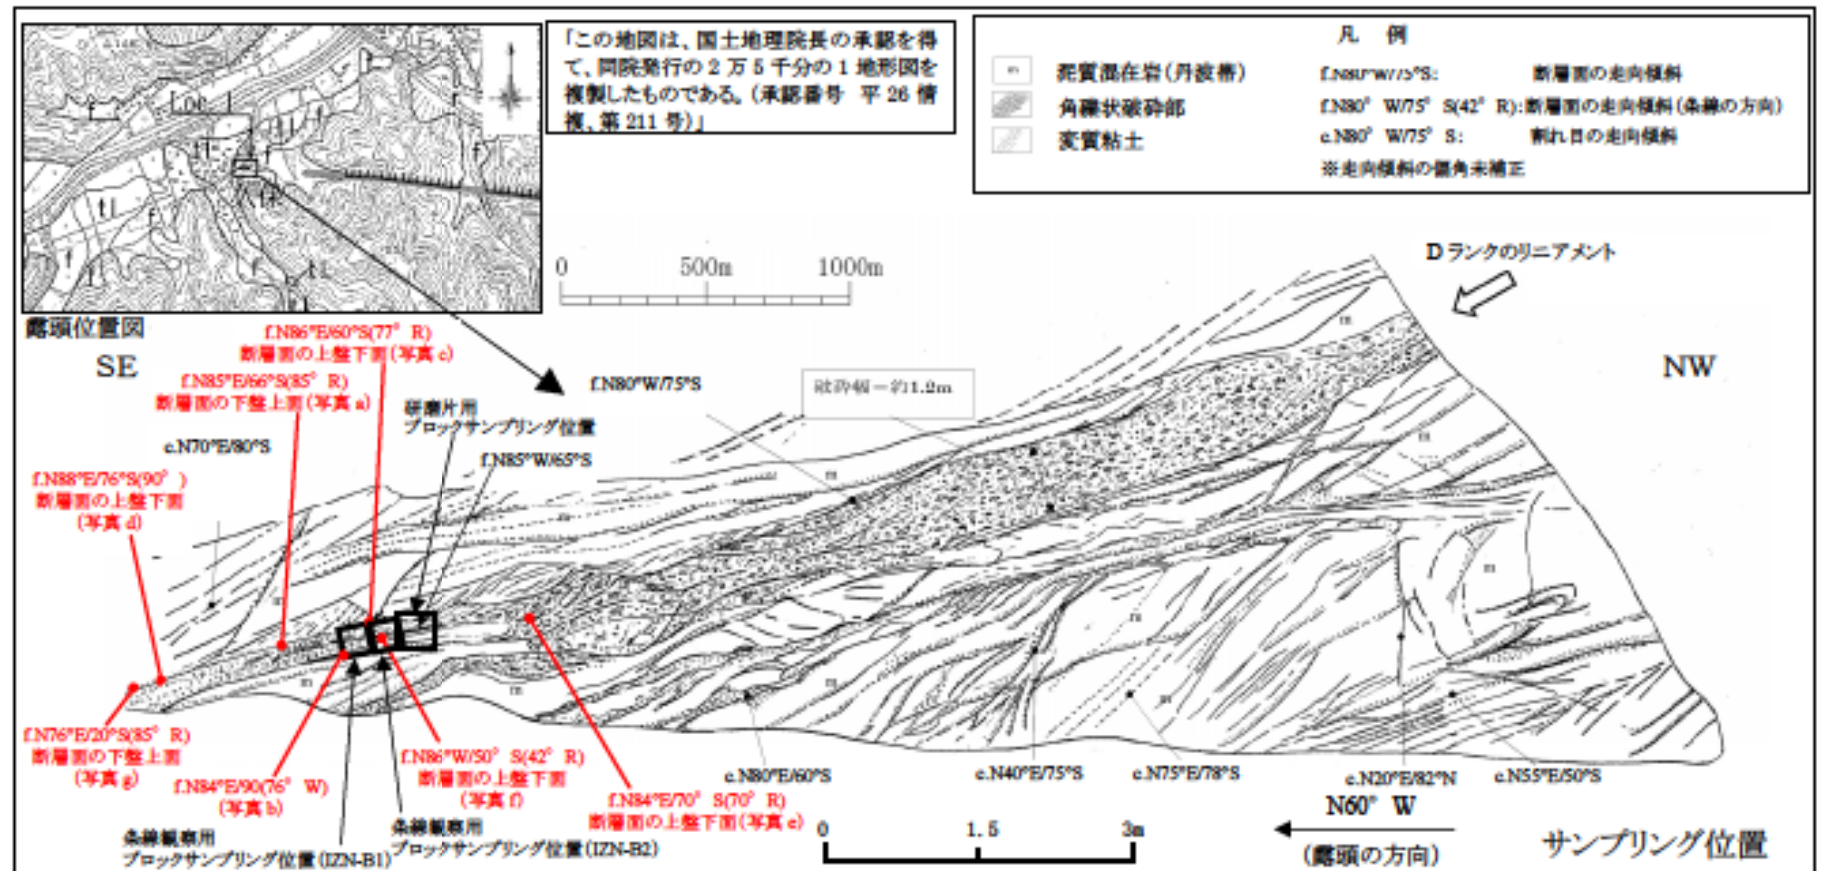 「この地図は、国土地理院長の承認を得
て、同院発行の2万5千分の1地形図を
複製したものである。(承認番号 平26情
複、第211号)」
凡 例
m 泥質混在岩(丹波帯)
角礫状破砕部
変質粘土
f.N80°W/75°S: 断層面の走向傾斜
f.N80° W/75° S(42° R):断層面の走向傾斜(条線の方向)
c.N80° W/75° S: 割れ目の走向傾斜
※走向傾斜の偏角未補正
Loc.1
露頭位置図
0 500m 1000m
Dランクのリニアメント
SE
NW
f.N86°E/60°S(77° R)
断層面の上盤下面(写真c)
f.N85°E/66°S(85° R)
断層面の下盤上面(写真a)
c.N70°E/80°S
f.N88°E/76°S(90° )
断層面の上盤下面
(写真d)
研磨片用
ブロックサンプリング位置
f.N85°W/65°S
f.N80°W/75°S
破砕幅=約1.2m
f.N76°E/20°S(85° R)
断層面の下盤上面
(写真g)
f.N84°E/90(76° W)
(写真b)
f.N86°W/50° S(42° R)
断層面の上盤下面
(写真f)
f.N84°E/70° S(70° R)
断層面の上盤下面(写真e)
条線観察用
ブロックサンプリング位置(IZN-B1)
条線観察用
ブロックサンプリング位置(IZN-B2)
c.N80°E/60°S
c.N40°E/75°S
c.N75°E/78°S
c.N20°E/82°N
c.N55°E/50°S
0 1.5 3m
N60° W
(露頭の方向)
サンプリング位置